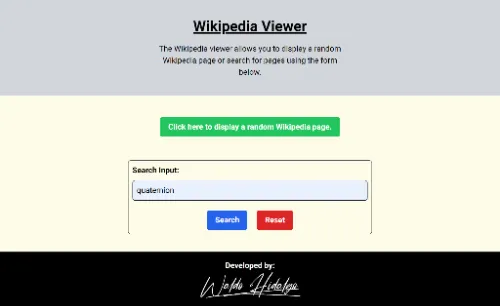 Wikipedia Viewer
The Wikipedia viewer allows you to display a random
Wikipedia page or search for pages using the form
below.
Click here to display a random Wikipedia page.
Search Input:
quaternion
Search Reset
Developed by:
Waldo Hidalgo